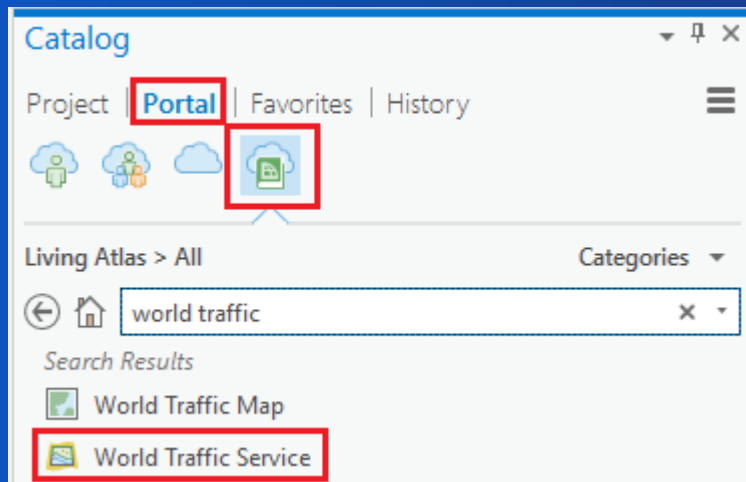 Catalog
Project | Portal | Favorites | History
Living Atlas > All Categories
world traffic
Search Results
World Traffic Map
World Traffic Service